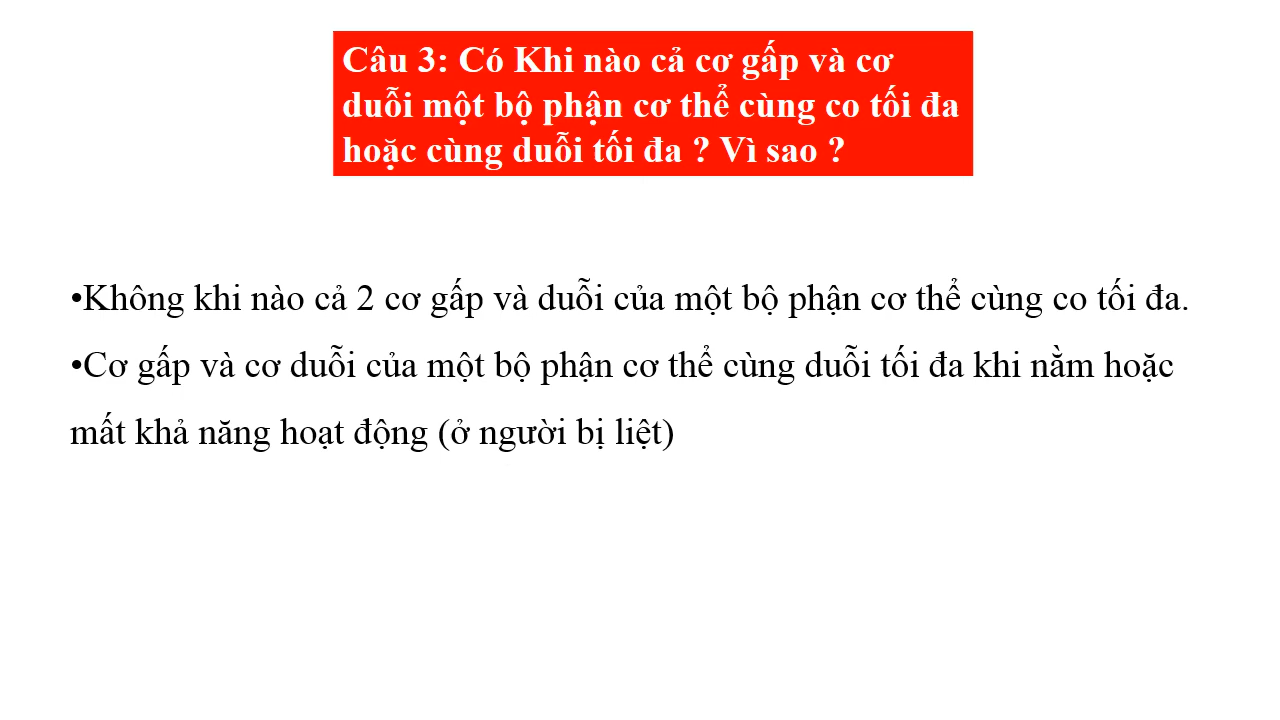 Câu 3: Có Khi nào cả cơ gấp và cơ
duỗi một bộ phận cơ thể cùng co tối đa
hoặc cùng duỗi tối đa ? Vì sao ?
•Không khi nào cả 2 cơ gấp và duỗi của một bộ phận cơ thể cùng co tối đa.
•Cơ gấp và cơ duỗi của một bộ phận cơ thể cùng duỗi tối đa khi nằm hoặc
mất khả năng hoạt động (ở người bị liệt)